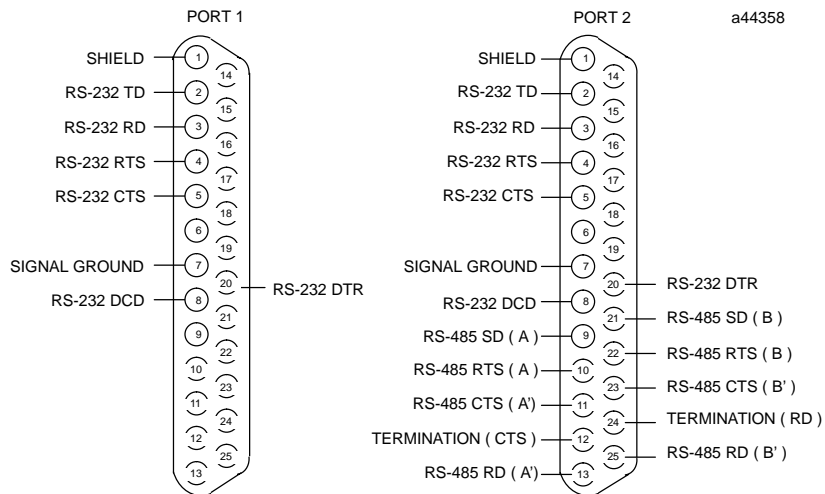 PORT 1
SHIELD 1
14
RS-232 TD 2
15
RS-232 RD 3
16
RS-232 RTS 4
17
RS-232 CTS 5
18
6
19
SIGNAL GROUND 7
20 RS-232 DTR
RS-232 DCD 8
21
9
22
10
23
11
24
12
25
13
PORT 2
a44358
SHIELD 1
14
RS-232 TD 2
15
RS-232 RD 3
16
RS-232 RTS 4
17
RS-232 CTS 5
18
6
19
SIGNAL GROUND 7
20 RS-232 DTR
RS-232 DCD 8
21 RS-485 SD ( B )
RS-485 SD ( A ) 9
22 RS-485 RTS ( B )
RS-485 RTS ( A ) 10
23 RS-485 CTS ( B' )
RS-485 CTS ( A') 11
24 TERMINATION ( RD )
TERMINATION ( CTS ) 12
25 RS-485 RD ( B' )
RS-485 RD ( A') 13